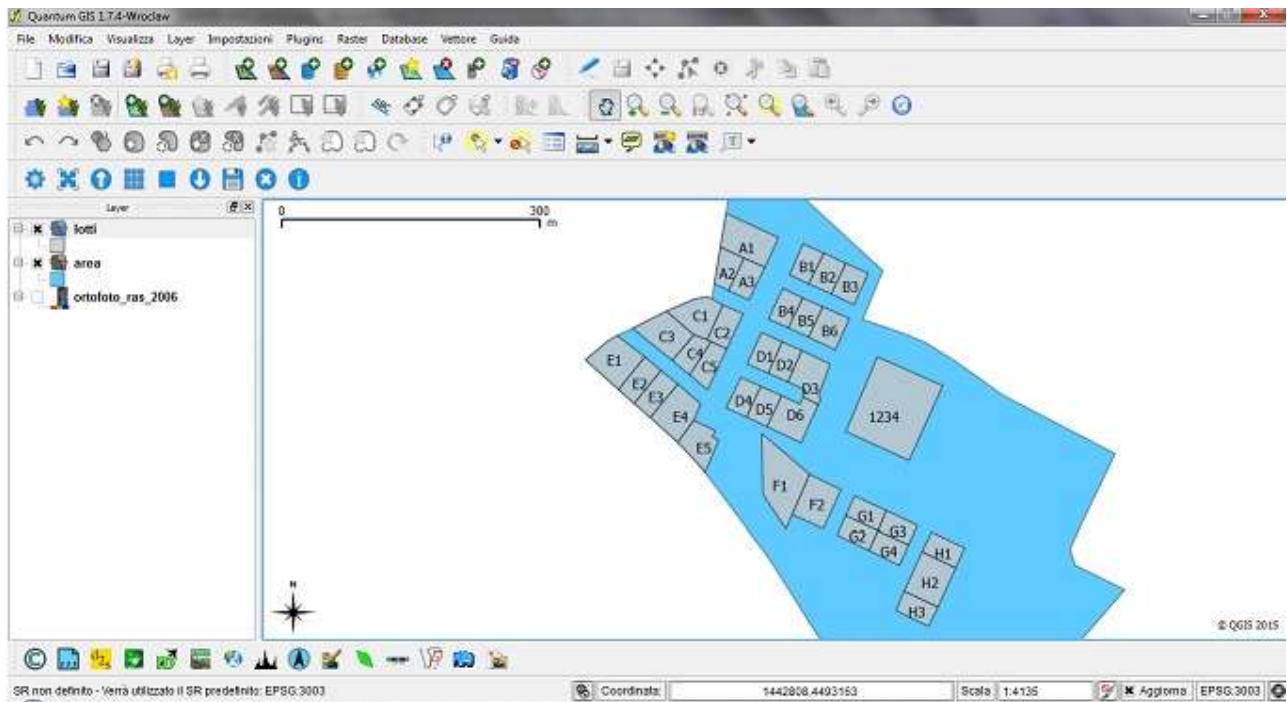 Quantum GIS 1.7.4-Wroclaw
File Modifica Visualizza Layer Impostazioni Plugins Raster Database Vettore Guida
Layer
lotti
area
ortofoto_ras_2006
0 300
m
A1
A2 A3
B1 B2 B3
B4 B5 B6
C1
C2
C3
C4 C5
D1 D2
D3
D4 D5 D6
E1
E2 E3
E4
E5
1234
F1
F2
G1 G3
G2 G4
H1
H2
H3
N
© QGIS 2015
SR non definito - Verrà utilizzato il SR predefinito: EPSG:3003 Coordinata: 1442808,4493163 Scala 1:4135 Aggiorna EPSG:3003